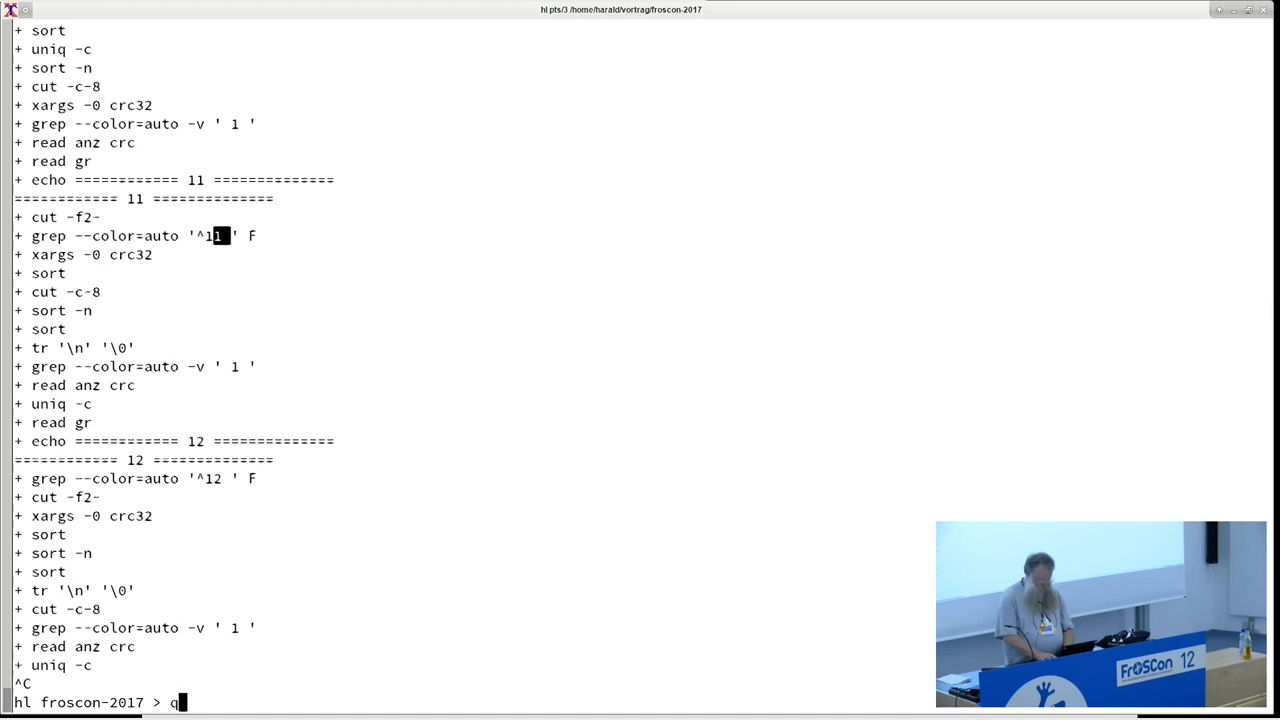 hl pts/3 /home/harald/vortrag/froscon-2017
+ sort
+ uniq -c
+ sort -n
+ cut -c-8
+ xargs -0 crc32
+ grep --color=auto -v ' 1 '
+ read anz crc
+ read gr
+ echo ============ 11 ==============
============ 11 ==============
+ cut -f2-
+ grep --color=auto '^11 ' F
+ xargs -0 crc32
+ sort
+ cut -c-8
+ sort -n
+ sort
+ tr '\n' '\0'
+ grep --color=auto -v ' 1 '
+ read anz crc
+ uniq -c
+ read gr
+ echo ============ 12 ==============
============ 12 ==============
+ grep --color=auto '^12 ' F
+ cut -f2-
+ xargs -0 crc32
+ sort
+ sort -n
+ sort
+ tr '\n' '\0'
+ cut -c-8
+ grep --color=auto -v ' 1 '
+ read anz crc
+ uniq -c
^C
hl froscon-2017 > q
FrOSCon 12